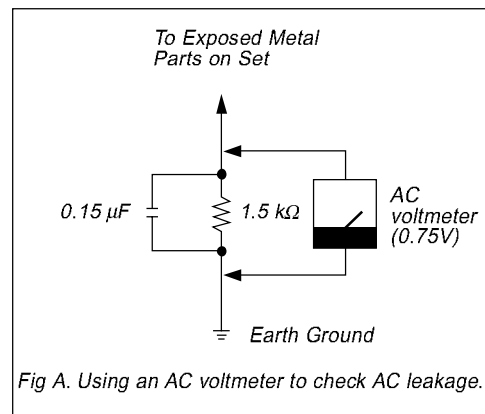 To Exposed Metal
Parts on Set
0.15 μF
1.5 kΩ
AC
voltmeter
(0.75V)
Earth Ground
Fig A. Using an AC voltmeter to check AC leakage.